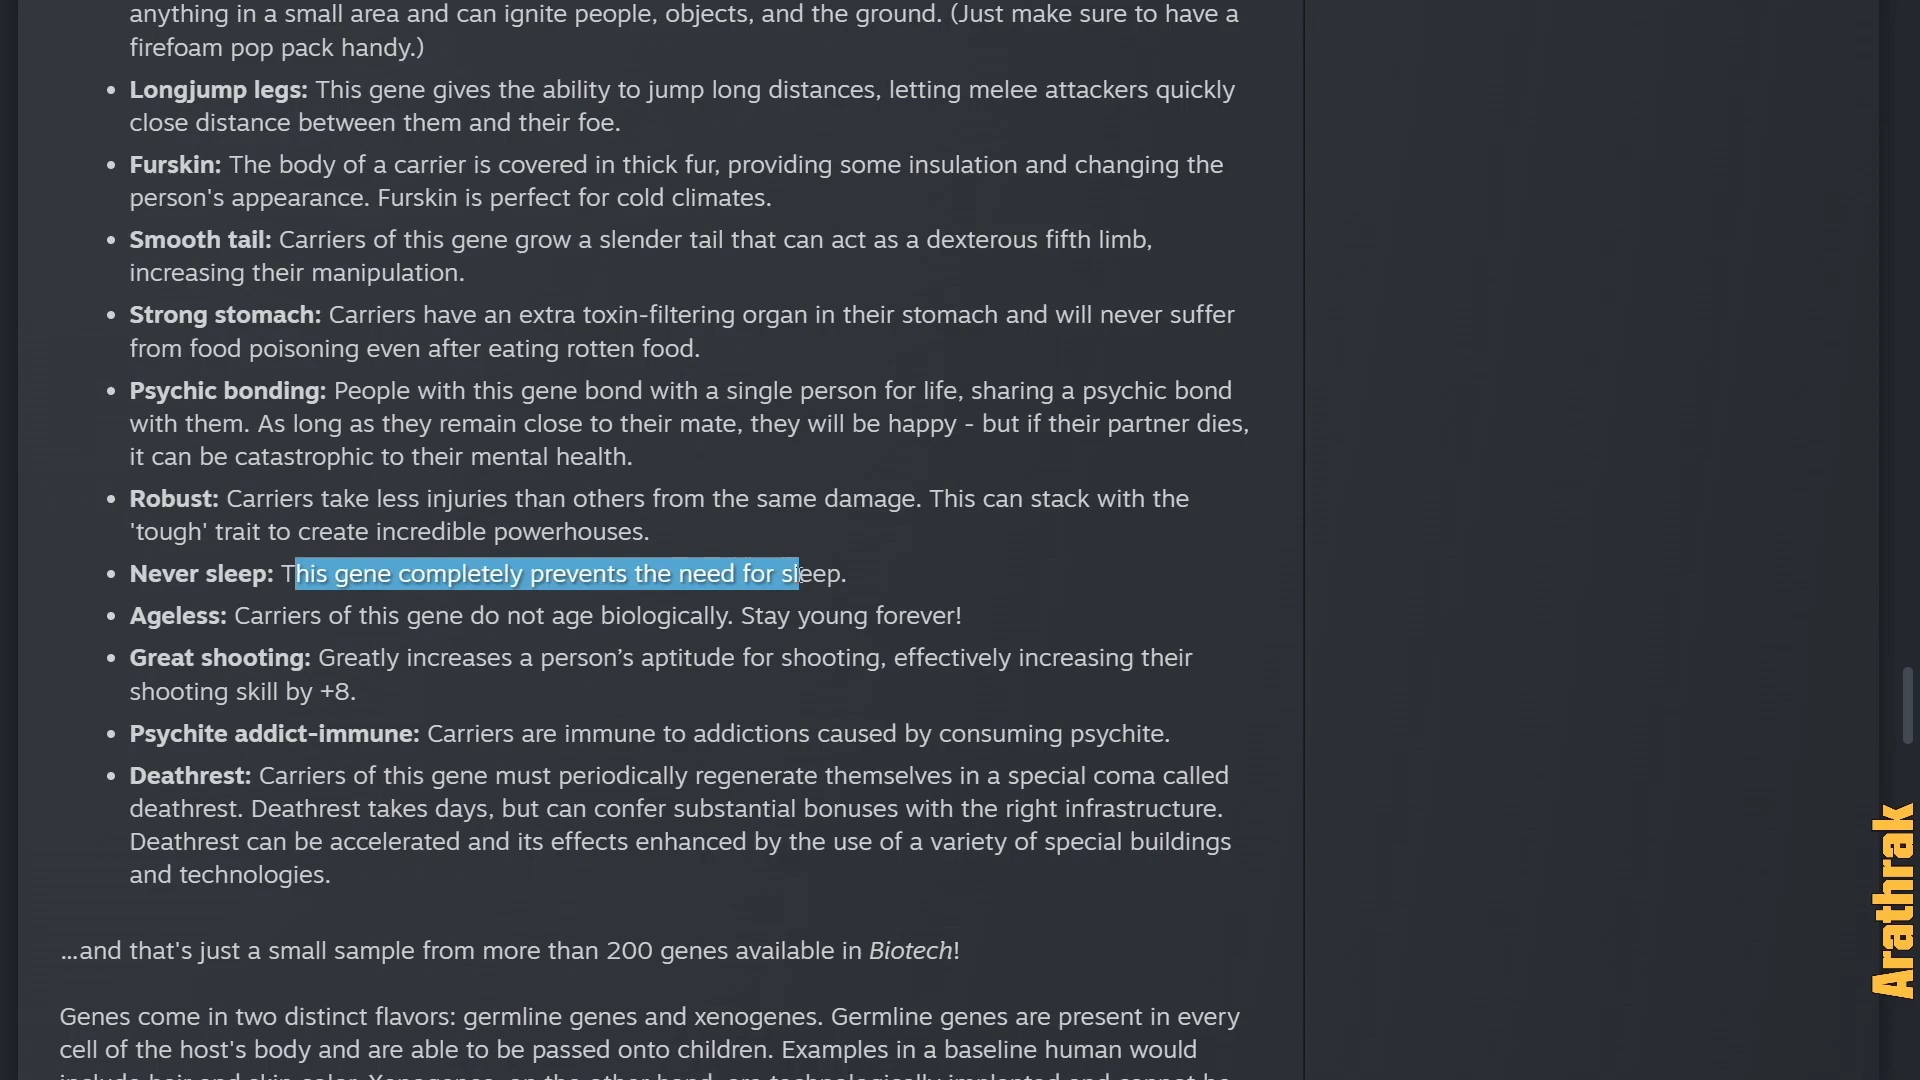 anything in a small area and can ignite people, objects, and the ground. (Just make sure to have a
firefoam pop pack handy.)
• Longjump legs: This gene gives the ability to jump long distances, letting melee attackers quickly
close distance between them and their foe.
• Furskin: The body of a carrier is covered in thick fur, providing some insulation and changing the
person's appearance. Furskin is perfect for cold climates.
• Smooth tail: Carriers of this gene grow a slender tail that can act as a dexterous fifth limb,
increasing their manipulation.
• Strong stomach: Carriers have an extra toxin-filtering organ in their stomach and will never suffer
from food poisoning even after eating rotten food.
• Psychic bonding: People with this gene bond with a single person for life, sharing a psychic bond
with them. As long as they remain close to their mate, they will be happy - but if their partner dies,
it can be catastrophic to their mental health.
• Robust: Carriers take less injuries than others from the same damage. This can stack with the
'tough' trait to create incredible powerhouses.
• Never sleep: This gene completely prevents the need for sleep.
• Ageless: Carriers of this gene do not age biologically. Stay young forever!
• Great shooting: Greatly increases a person’s aptitude for shooting, effectively increasing their
shooting skill by +8.
• Psychite addict-immune: Carriers are immune to addictions caused by consuming psychite.
• Deathrest: Carriers of this gene must periodically regenerate themselves in a special coma called
deathrest. Deathrest takes days, but can confer substantial bonuses with the right infrastructure.
Deathrest can be accelerated and its effects enhanced by the use of a variety of special buildings
and technologies.
...and that's just a small sample from more than 200 genes available in Biotech!
Genes come in two distinct flavors: germline genes and xenogenes. Germline genes are present in every
cell of the host's body and are able to be passed onto children. Examples in a baseline human would
Arathrak